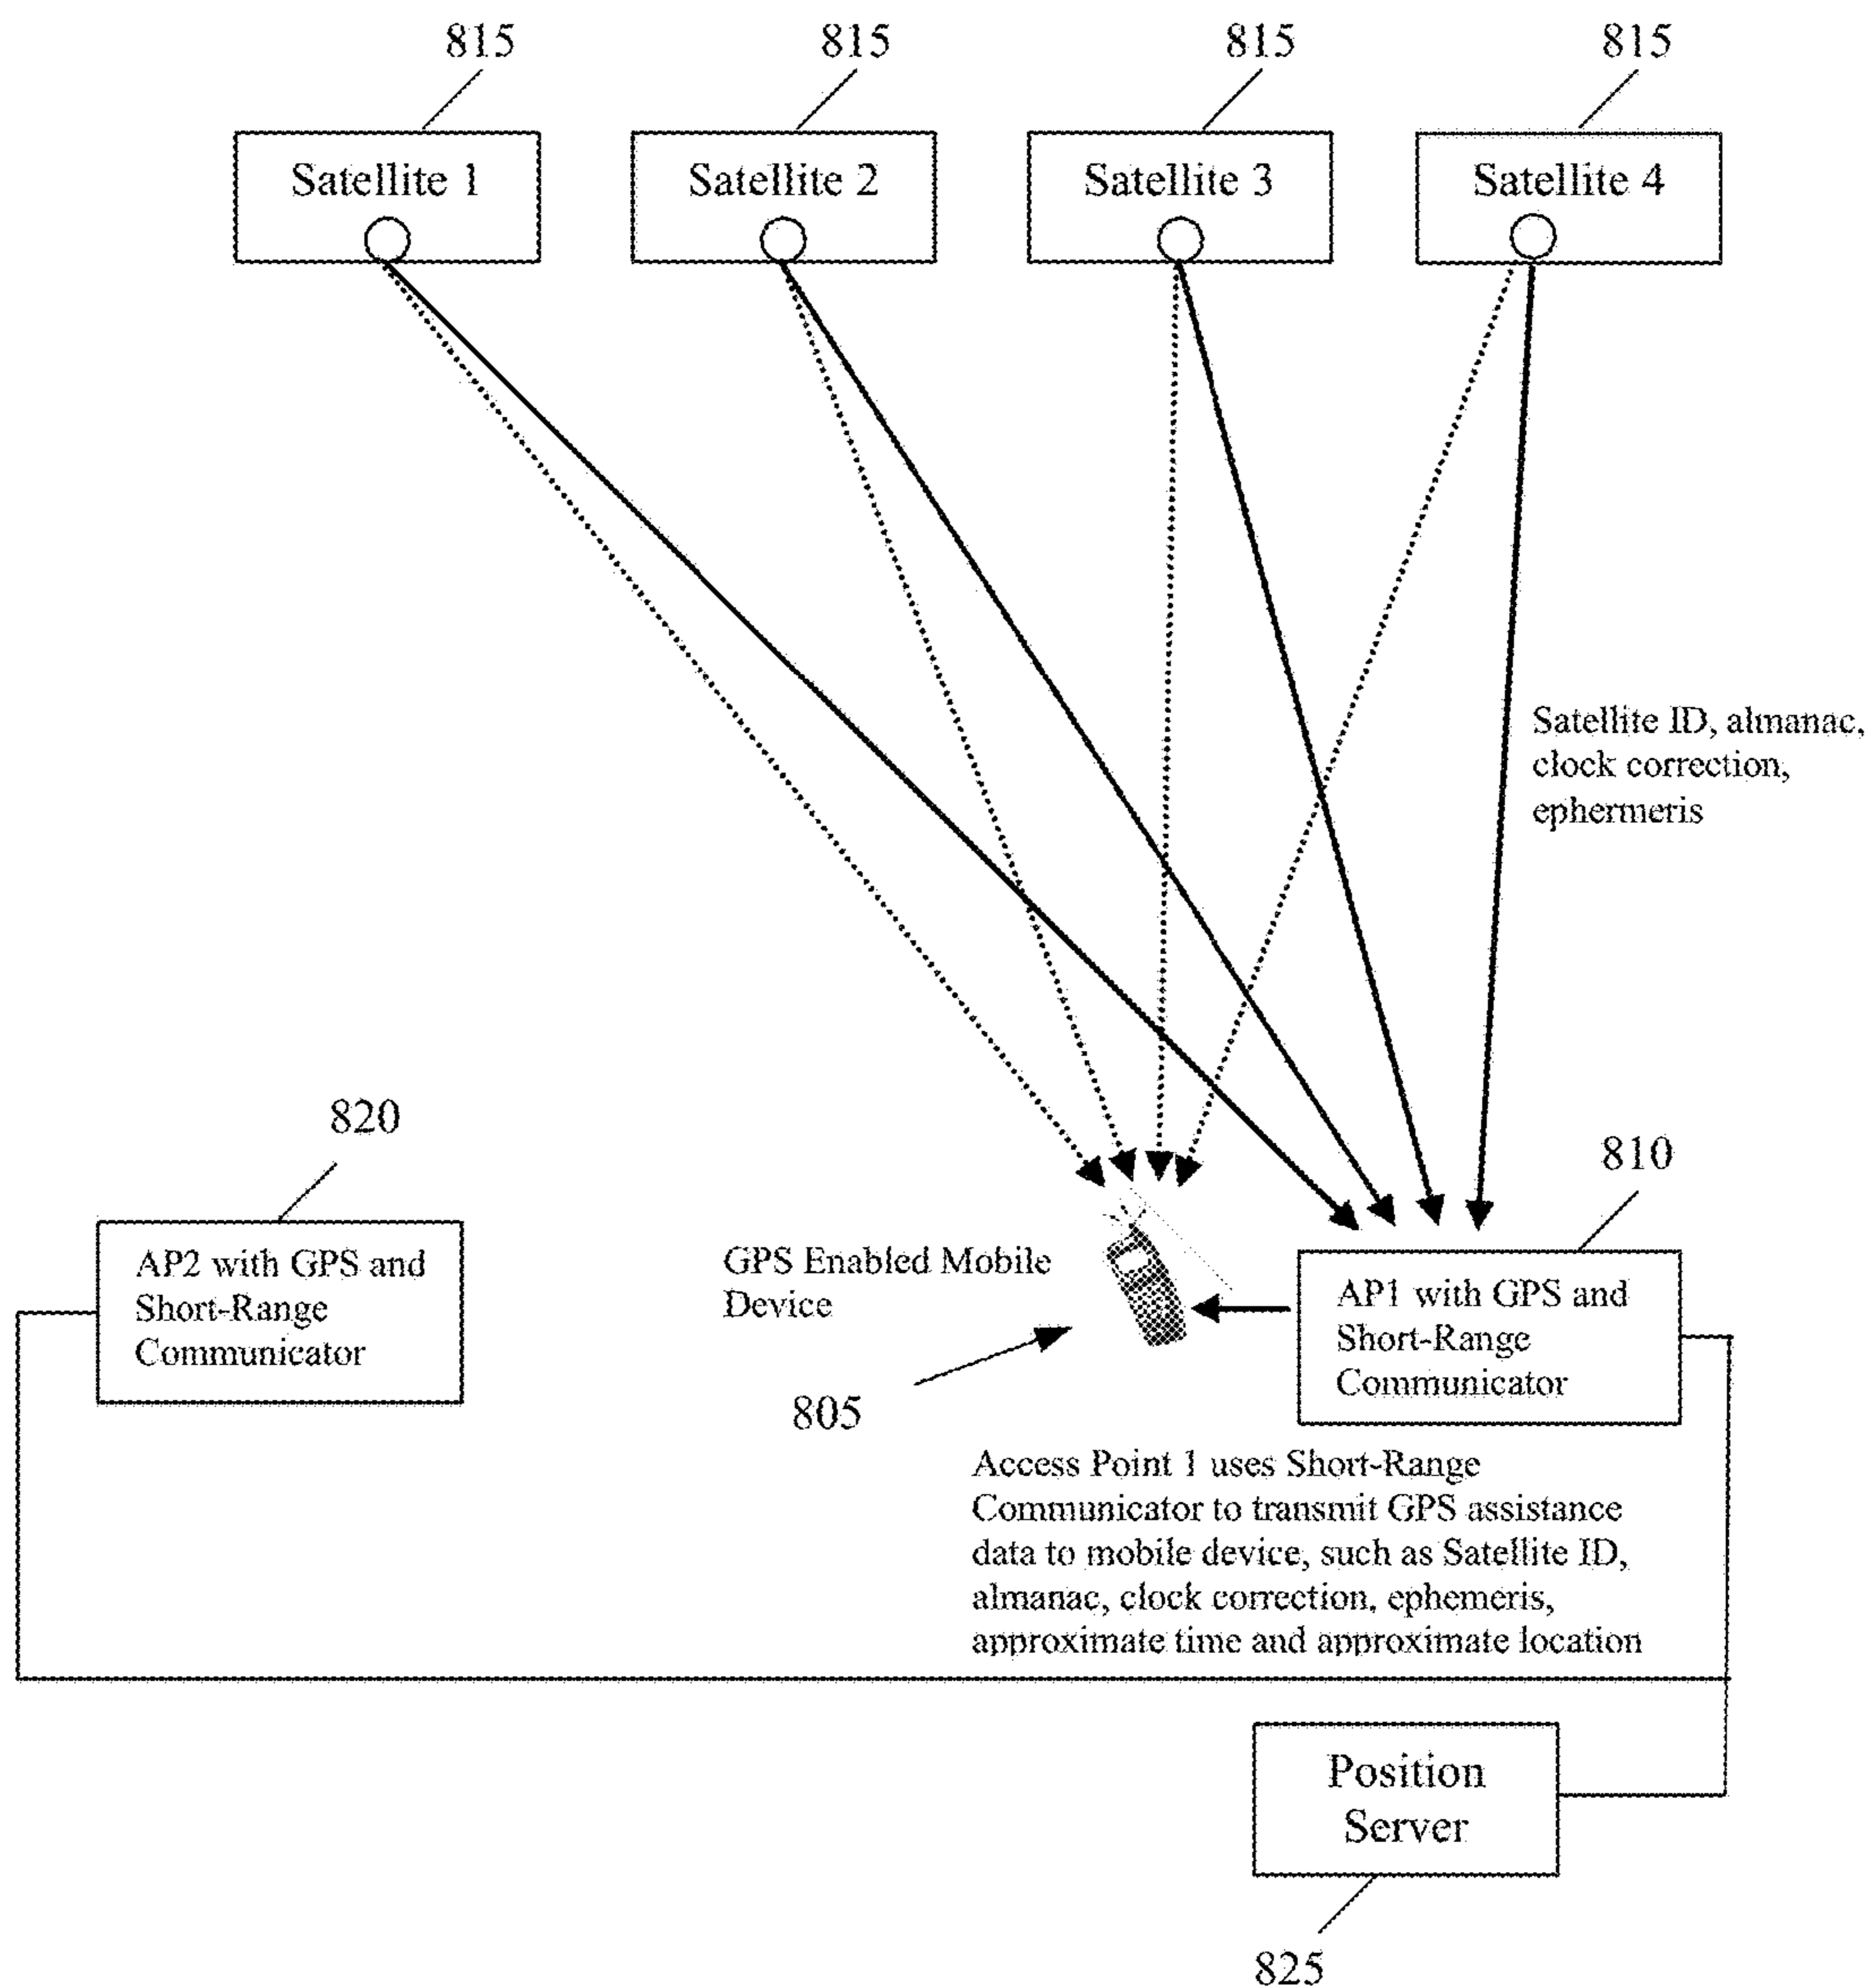 815
815
815
815
Satellite 1
Satellite 2
Satellite 3
Satellite 4
Satellite ID, almanac,
clock correction,
ephermeris
820
810
AP2 with GPS and
Short-Range
Communicator
GPS Enabled Mobile
Device
805
AP1 with GPS and
Short-Range
Communicator
Access Point 1 uses Short-Range
Communicator to transmit GPS assistance
data to mobile device, such as Satellite ID,
almanac, clock correction, ephemeris,
approximate time and approximate location
Position
Server
825